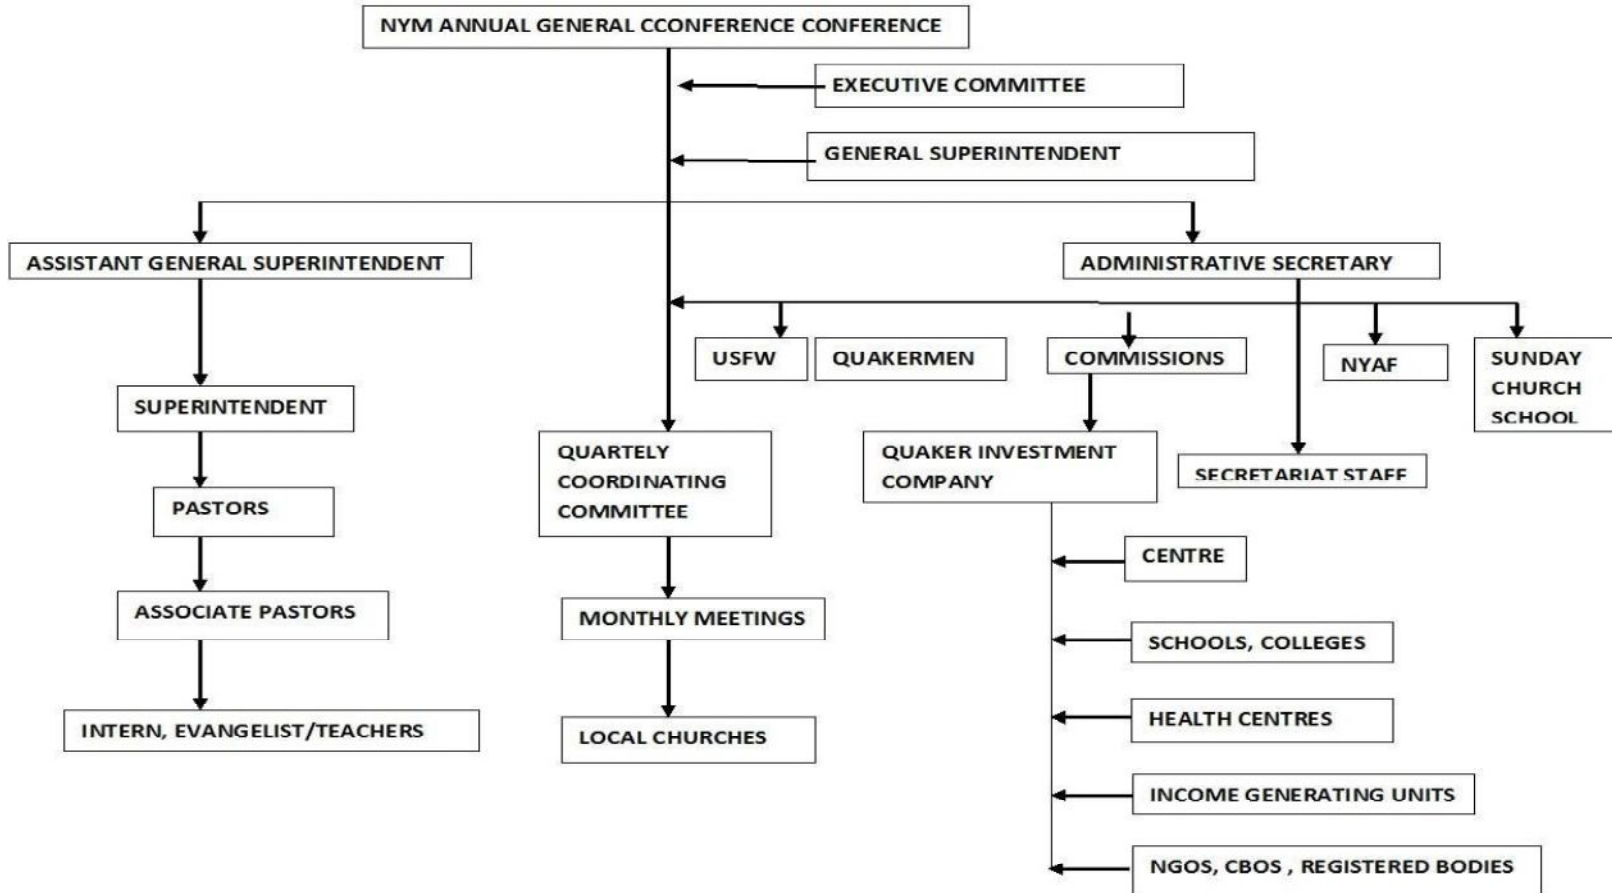 NYM ANNUAL GENERAL CCONFERENCE CONFERENCE
EXECUTIVE COMMITTEE
GENERAL SUPERINTENDENT
ASSISTANT GENERAL SUPERINTENDENT
ADMINISTRATIVE SECRETARY
USFW
QUAKERMEN
COMMISSIONS
NYAF
SUNDAY
CHURCH
SCHOOL
SUPERINTENDENT
QUARTELY
COORDINATING
COMMITTEE
QUAKER INVESTMENT
COMPANY
SECRETARIAT STAFF
PASTORS
CENTRE
ASSOCIATE PASTORS
MONTHLY MEETINGS
SCHOOLS, COLLEGES
INTERN, EVANGELIST/TEACHERS
LOCAL CHURCHES
HEALTH CENTRES
INCOME GENERATING UNITS
NGOS, CBOS , REGISTERED BODIES